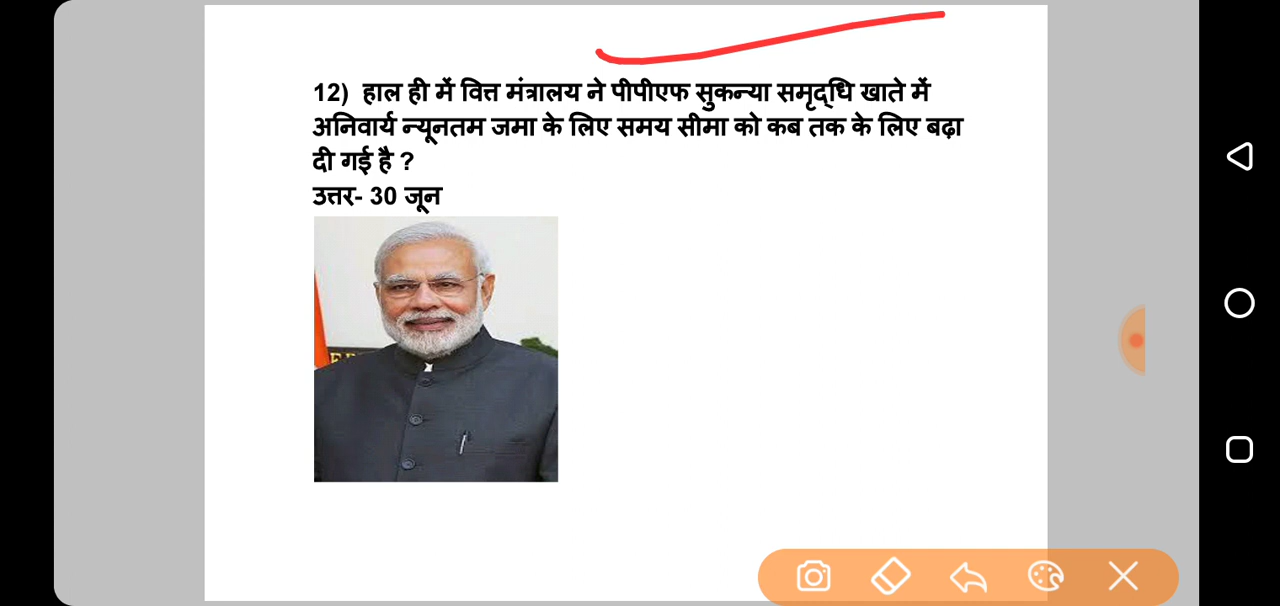 12) हाल ही में वित्त मंत्रालय ने पीपीएफ सुकन्या समृद्धि खाते में
अनिवार्य न्यूनतम जमा के लिए समय सीमा को कब तक के लिए बढ़ा
दी गई है ?
उत्तर- 30 जून